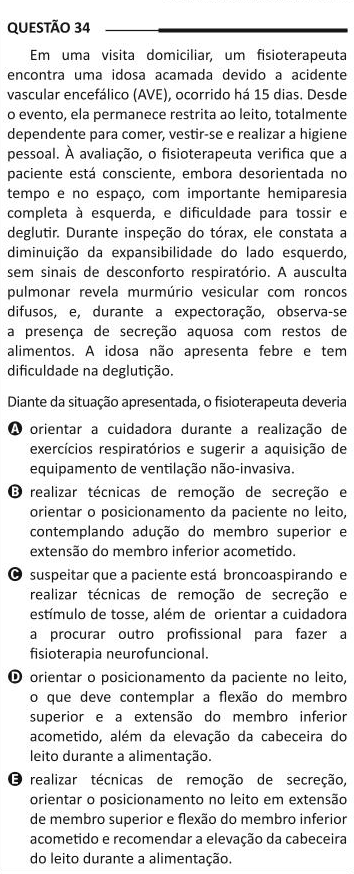 QUESTÃO 34
Em uma visita domiciliar, um fisioterapeuta
encontra uma idosa acamada devido a acidente
vascular encefálico (AVE), ocorrido há 15 dias. Desde
o evento, ela permanece restrita ao leito, totalmente
dependente para comer, vestir-se e realizar a higiene
pessoal. À avaliação, o fisioterapeuta verifica que a
paciente está consciente, embora desorientada no
tempo e no espaço, com importante hemiparesia
completa à esquerda, e dificuldade para tossir e
deglutir. Durante inspeção do tórax, ele constata a
diminuição da expansibilidade do lado esquerdo,
sem sinais de desconforto respiratório. A ausculta
pulmonar revela murmúrio vesicular com roncos
difusos, e, durante a expectoração, observa-se
a presença de secreção aquosa com restos de
alimentos. A idosa não apresenta febre e tem
dificuldade na deglutição.
Diante da situação apresentada, o fisioterapeuta deveria
A orientar a cuidadora durante a realização de
exercícios respiratórios e sugerir a aquisição de
equipamento de ventilação não-invasiva.
B realizar técnicas de remoção de secreção e
orientar o posicionamento da paciente no leito,
contemplando adução do membro superior e
extensão do membro inferior acometido.
C suspeitar que a paciente está broncoaspirando e
realizar técnicas de remoção de secreção e
estímulo de tosse, além de orientar a cuidadora
a procurar outro profissional para fazer a
fisioterapia neurofuncional.
D orientar o posicionamento da paciente no leito,
o que deve contemplar a flexão do membro
superior e a extensão do membro inferior
acometido, além da elevação da cabeceira do
leito durante a alimentação.
E realizar técnicas de remoção de secreção,
orientar o posicionamento no leito em extensão
de membro superior e flexão do membro inferior
acometido e recomendar a elevação da cabeceira
do leito durante a alimentação.